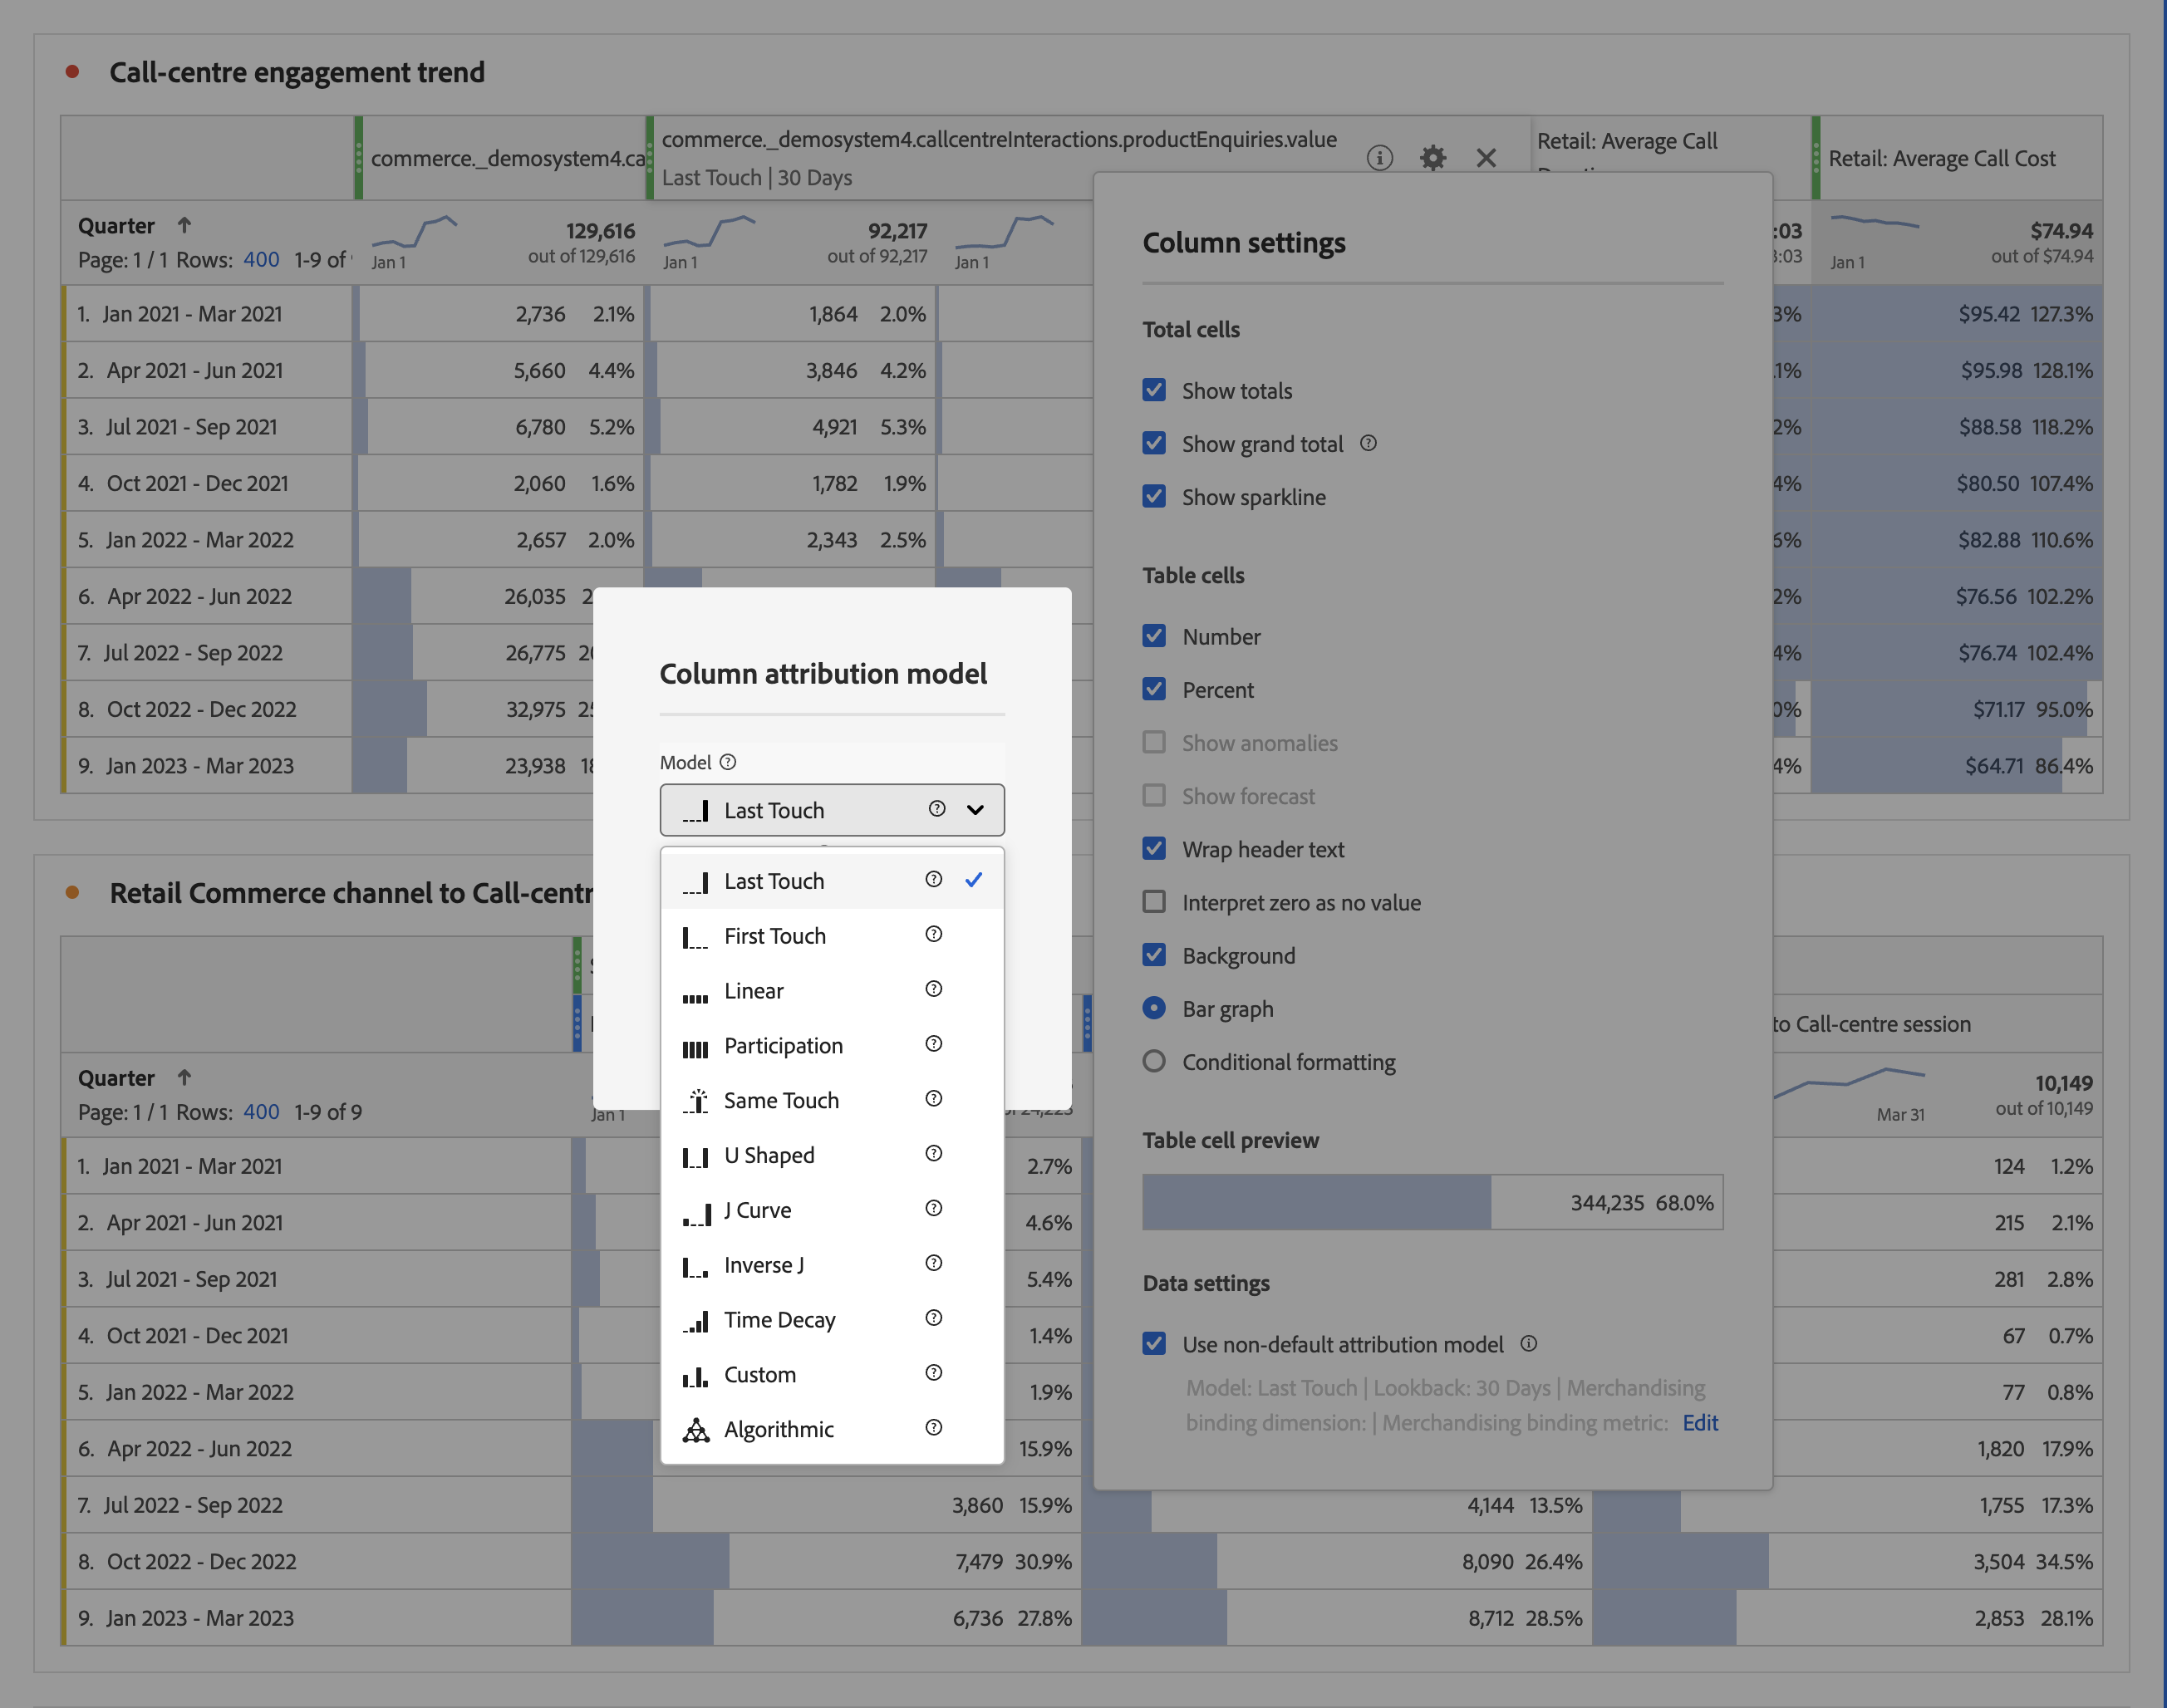 Call-centre engagement trend
commerce._demosystem4.ca
commerce._demosystem4.callcentreInteractions.productEnquiries.value
Last Touch | 30 Days
Retail: Average Call
Retail: Average Call Cost
Quarter
Page: 1 / 1 Rows: 400 1-9 of
Jan 1
129,616
out of 129,616
Jan 1
92,217
out of 92,217
Jan 1
:03
:03
Jan 1
$74.94
out of $74.94
1. Jan 2021 - Mar 2021 2,736 2.1% 1,864 2.0% 3% $95.42 127.3%
2. Apr 2021 - Jun 2021 5,660 4.4% 3,846 4.2% .1% $95.98 128.1%
3. Jul 2021 - Sep 2021 6,780 5.2% 4,921 5.3% 2% $88.58 118.2%
4. Oct 2021 - Dec 2021 2,060 1.6% 1,782 1.9% 4% $80.50 107.4%
5. Jan 2022 - Mar 2022 2,657 2.0% 2,343 2.5% 6% $82.88 110.6%
6. Apr 2022 - Jun 2022 26,035 2 2% $76.56 102.2%
7. Jul 2022 - Sep 2022 26,775 20 4% $76.74 102.4%
8. Oct 2022 - Dec 2022 32,975 25 0% $71.17 95.0%
9. Jan 2023 - Mar 2023 23,938 18 4% $64.71 86.4%
Column settings
Total cells
Show totals
Show grand total
Show sparkline
Table cells
Number
Percent
Show anomalies
Show forecast
Wrap header text
Interpret zero as no value
Background
Bar graph
Conditional formatting
Table cell preview
344,235 68.0%
Data settings
Use non-default attribution model
Model: Last Touch | Lookback: 30 Days | Merchandising
binding dimension: | Merchandising binding metric: Edit
Column attribution model
Model
Last Touch
Last Touch
First Touch
Linear
Participation
Same Touch
U Shaped
J Curve
Inverse J
Time Decay
Custom
Algorithmic
Retail Commerce channel to Call-centr
to Call-centre session
Quarter
Page: 1 / 1 Rows: 400 1-9 of 9
Jan 1
of 24,223
Mar 31
10,149
out of 10,149
1. Jan 2021 - Mar 2021 2.7% 124 1.2%
2. Apr 2021 - Jun 2021 4.6% 215 2.1%
3. Jul 2021 - Sep 2021 5.4% 281 2.8%
4. Oct 2021 - Dec 2021 1.4% 67 0.7%
5. Jan 2022 - Mar 2022 1.9% 77 0.8%
6. Apr 2022 - Jun 2022 15.9% 1,820 17.9%
7. Jul 2022 - Sep 2022 3,860 15.9% 4,144 13.5% 1,755 17.3%
8. Oct 2022 - Dec 2022 7,479 30.9% 8,090 26.4% 3,504 34.5%
9. Jan 2023 - Mar 2023 6,736 27.8% 8,712 28.5% 2,853 28.1%